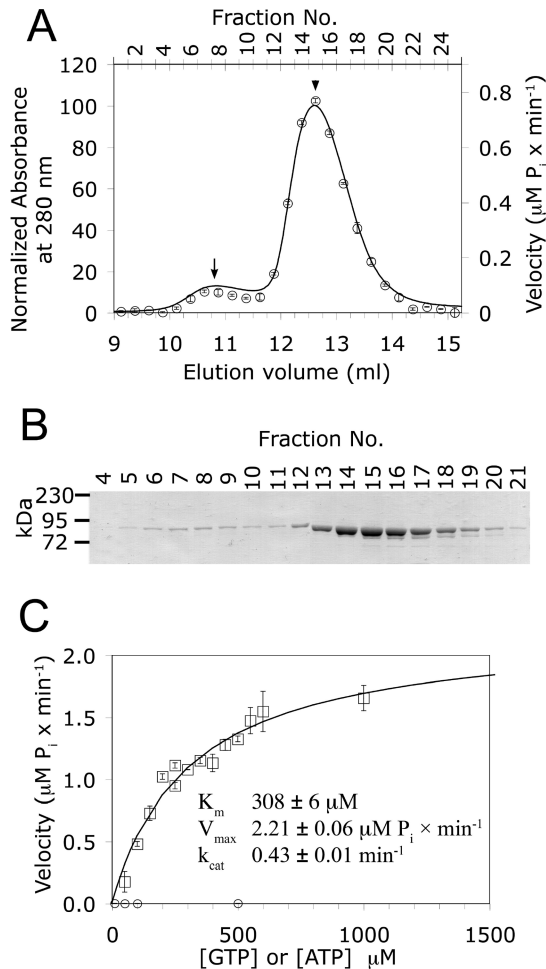 A
Fraction No.
2 4 6 8 10 12 14 16 18 20 22 24
120
100
80
60
40
20
0
Normalized Absorbance
at 280 nm
0.8
0.6
0.4
0.2
0
Velocity (μM Pi x min-1)
9 10 11 12 13 14 15
Elution volume (ml)
B
Fraction No.
4 5 6 7 8 9 10 11 12 13 14 15 16 17 18 19 20 21
kDa
230
95
72
C
2.0
1.5
1.0
0.5
0.0
Velocity (μM Pi x min-1)
Km 308 ± 6 μM
Vmax 2.21 ± 0.06 μM Pi × min-1
kcat 0.43 ± 0.01 min-1
0 500 1000 1500
[GTP] or [ATP] μM